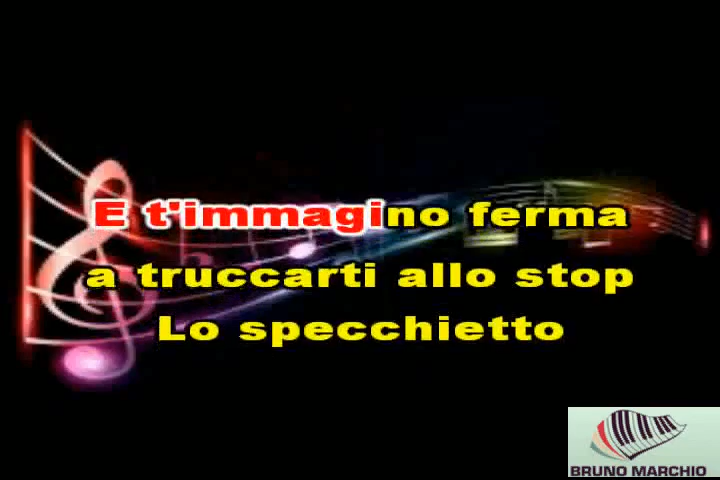 E t'immagino ferma
a truccarti allo stop
Lo specchietto
BRUNO MARCHIO